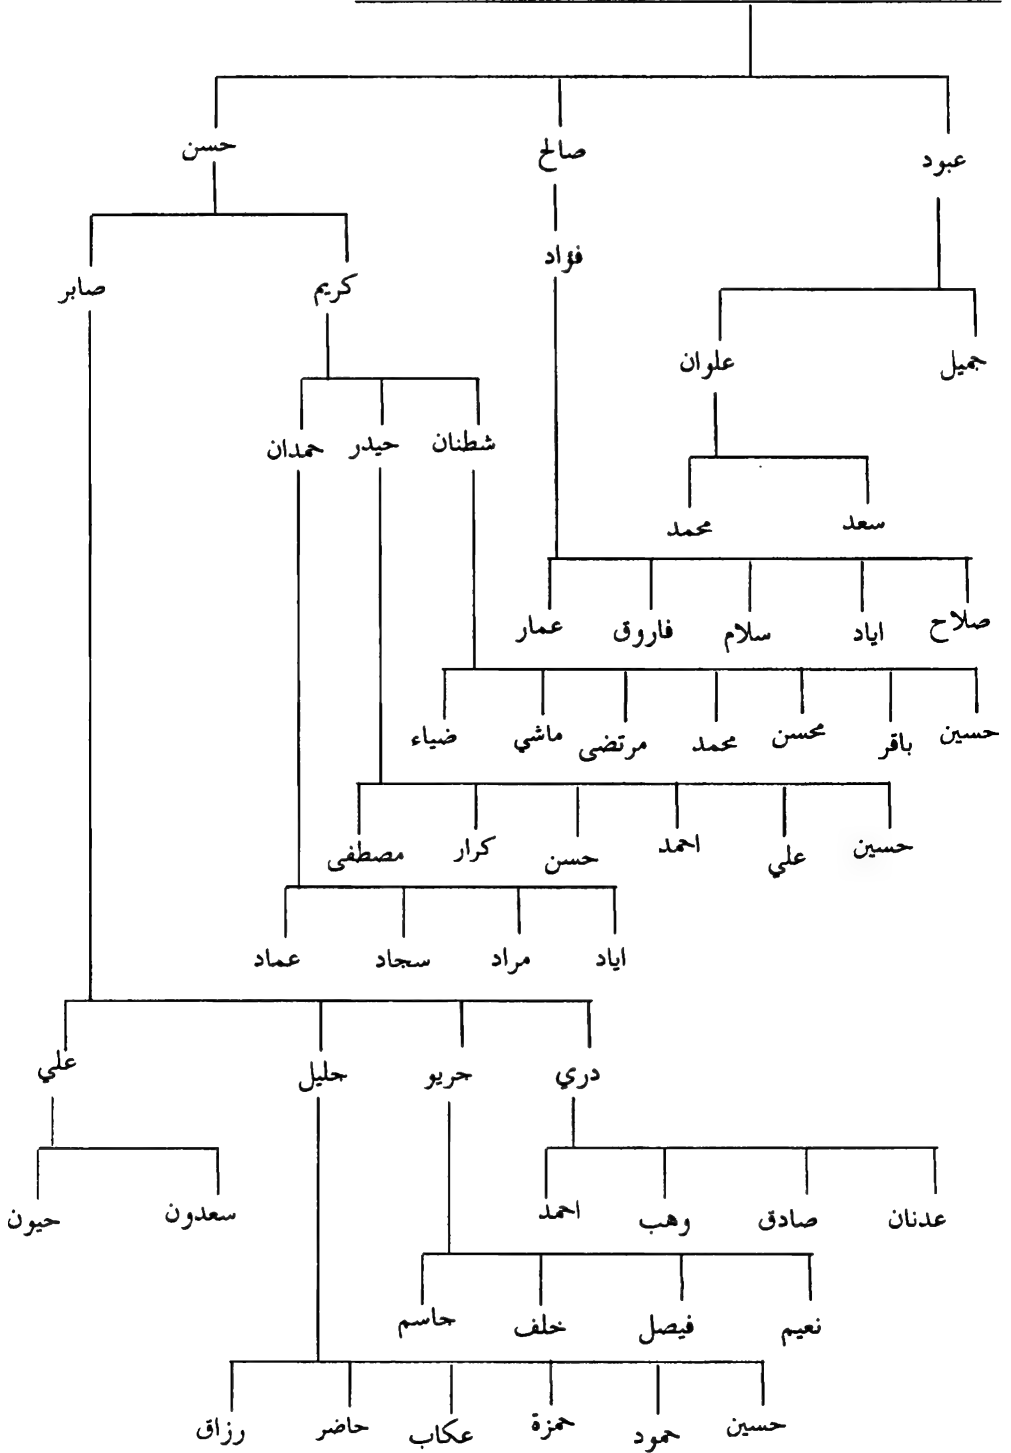 عبود صالح حسن
فؤاد
كريم صابر
جميل علوان
شطنان حيدر حمدان
سعد محمد
صلاح اياد سلام فاروق عمار
حسين باقر محسن محمد مرتضى ماشي ضياء
حسين علي احمد حسن كرار مصطفى
اياد مراد سجاد عماد
دري حريو حليل علي
عدنان صادق وهب احمد سعدون حيون
نعيم فيصل خلف حاسم
حسين حمود حمزة عكاب حاضر رزاق